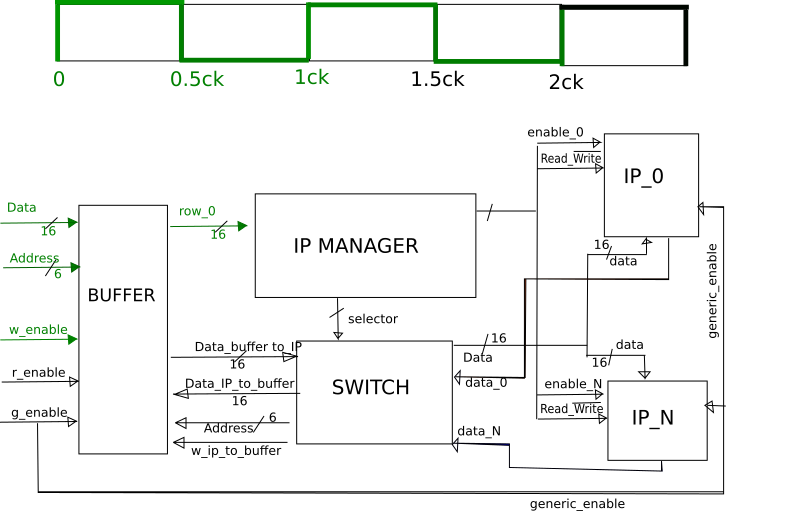 0
0.5ck
1ck
1.5ck
2ck
enable_0
Read_Write
IP_0
Data
16
row_0
16
IP MANAGER
Address
6
BUFFER
16
data
generic_enable
w_enable
selector
Data_buffer to_IP
16
16
Data
data
16
r_enable
Data_IP_to_buffer
16
SWITCH
data_0
enable_N
g_enable
Address
6
Read_Write
IP_N
w_ip_to_buffer
data_N
generic_enable